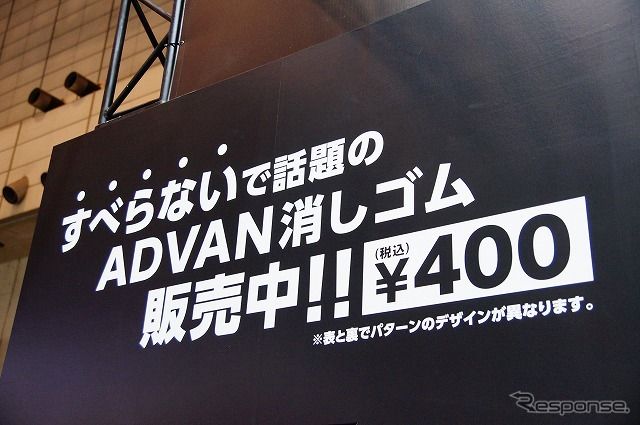 すべらないで話題の
ADVAN消しゴム
販売中!!
(税込)
¥400
※表と裏でパターンのデザインが異なります。
Response.